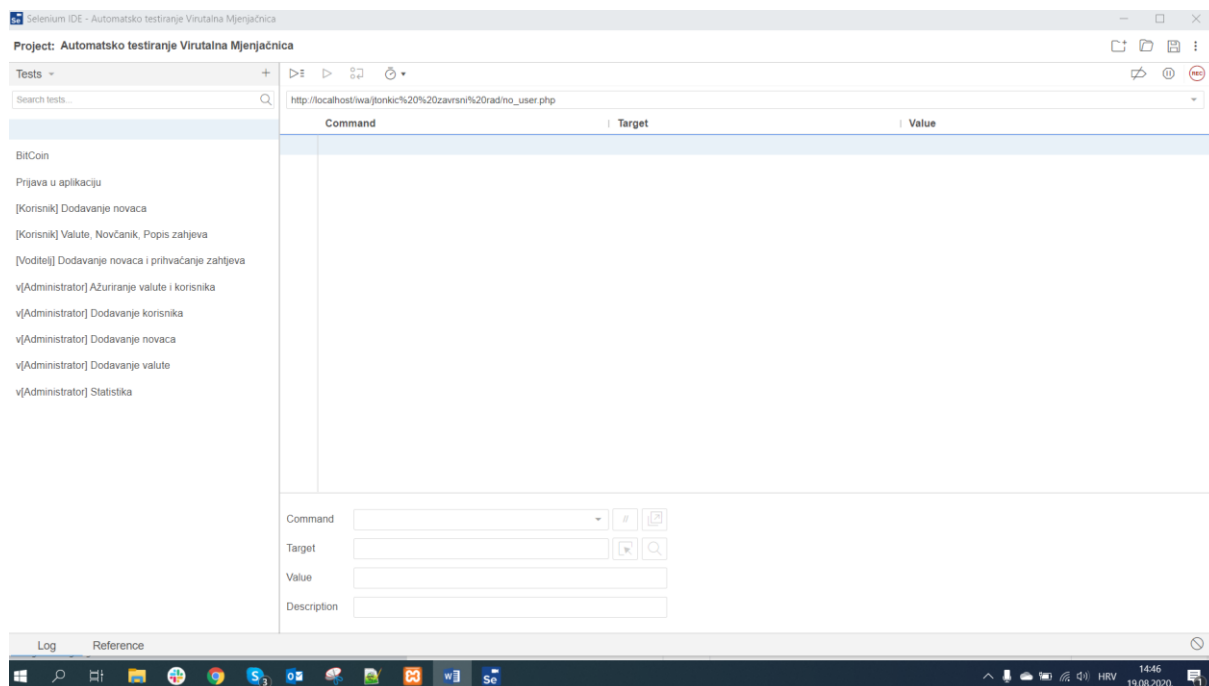 Selenium IDE - Automatsko testiranje Virutalna Mjenjačnica
Project: Automatsko testiranje Virutalna Mjenjačnica
Tests
Search tests...
REC
http://localhost/iwa/jtonkic%20%20zavrsni%20rad/no_user.php
Command Target Value
BitCoin
Prijava u aplikaciju
[Korisnik] Dodavanje novaca
[Korisnik] Valute, Novčanik, Popis zahjeva
[Voditelj] Dodavanje novaca i prihvaćanje zahtjeva
v[Administrator] Ažuriranje valute i korisnika
v[Administrator] Dodavanje korisnika
v[Administrator] Dodavanje novaca
v[Administrator] Dodavanje valute
v[Administrator] Statistika
Command
//
Target
Value
Description
Log Reference
HRV
14:46
19.08.2020.